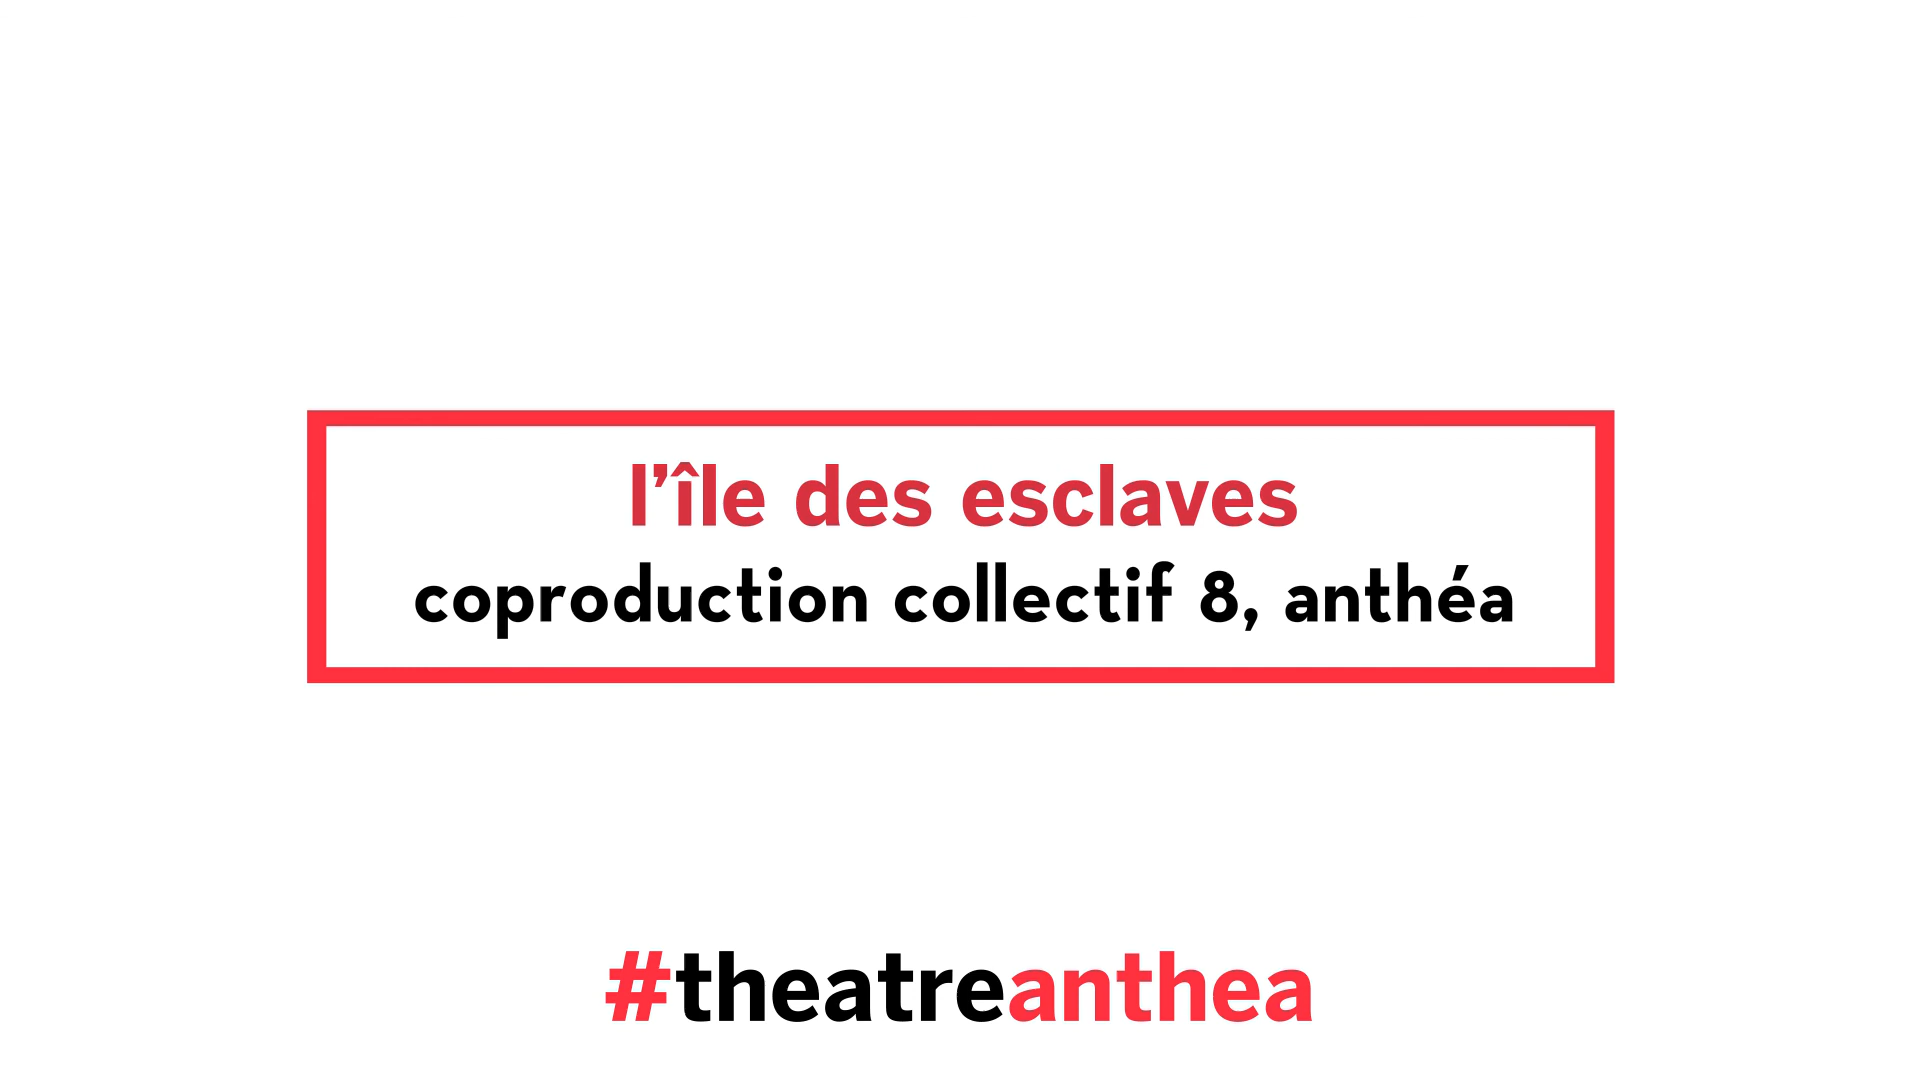 l’île des esclaves
coproduction collectif 8, anthéa
#theatreanthea